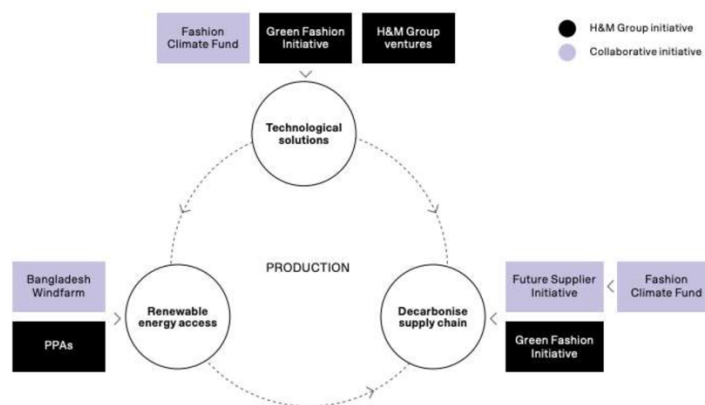 Fashion
Climate Fund
Green Fashion
Initiative
H&M Group
ventures
H&M Group initiative
Collaborative initiative
Technological
solutions
PRODUCTION
Bangladesh
Windfarm
PPAs
Renewable
energy access
Decarbonise
supply chain
Future Supplier
Initiative
Fashion
Climate Fund
Green Fashion
Initiative